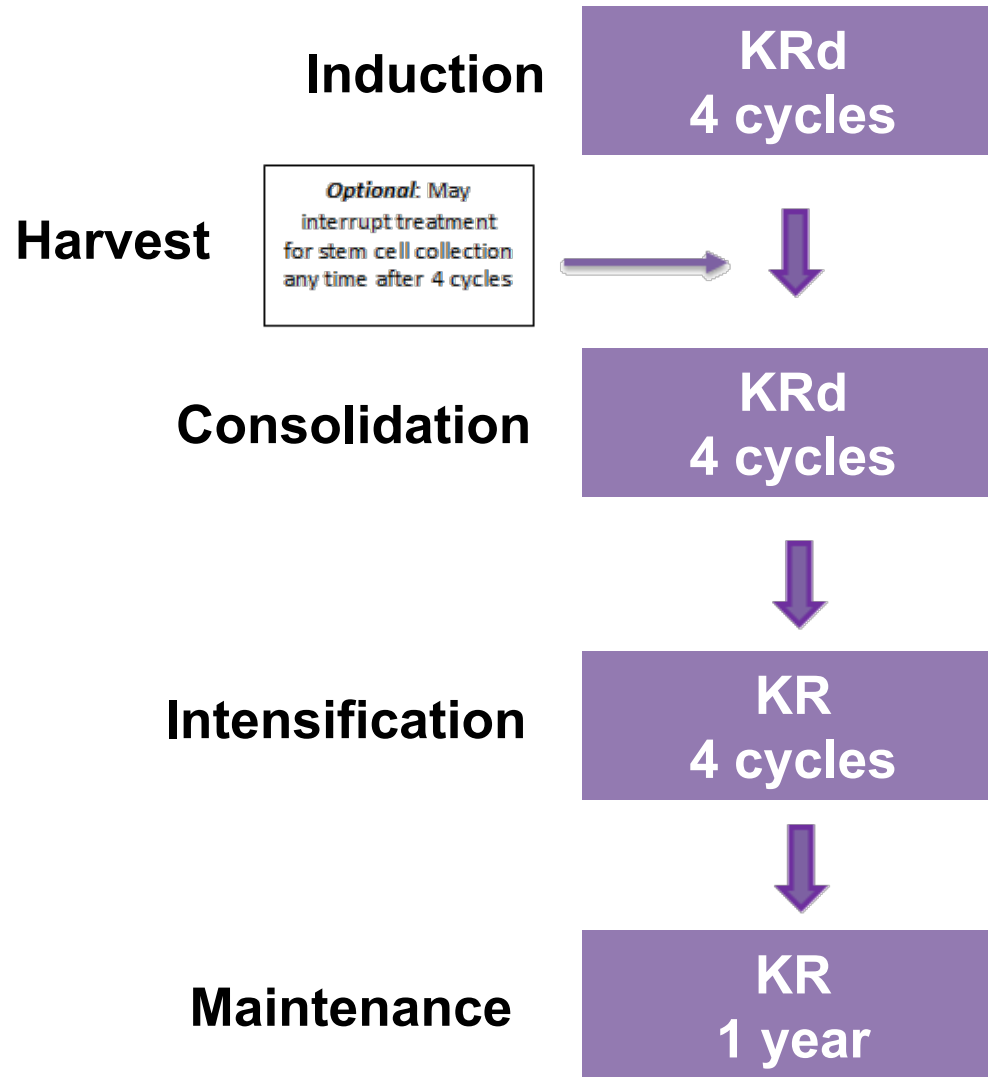 Induction
KRd
4 cycles
Harvest
Optional: May
interrupt treatment
for stem cell collection
any time after 4 cycles
Consolidation
KRd
4 cycles
Intensification
KR
4 cycles
Maintenance
KR
1 year